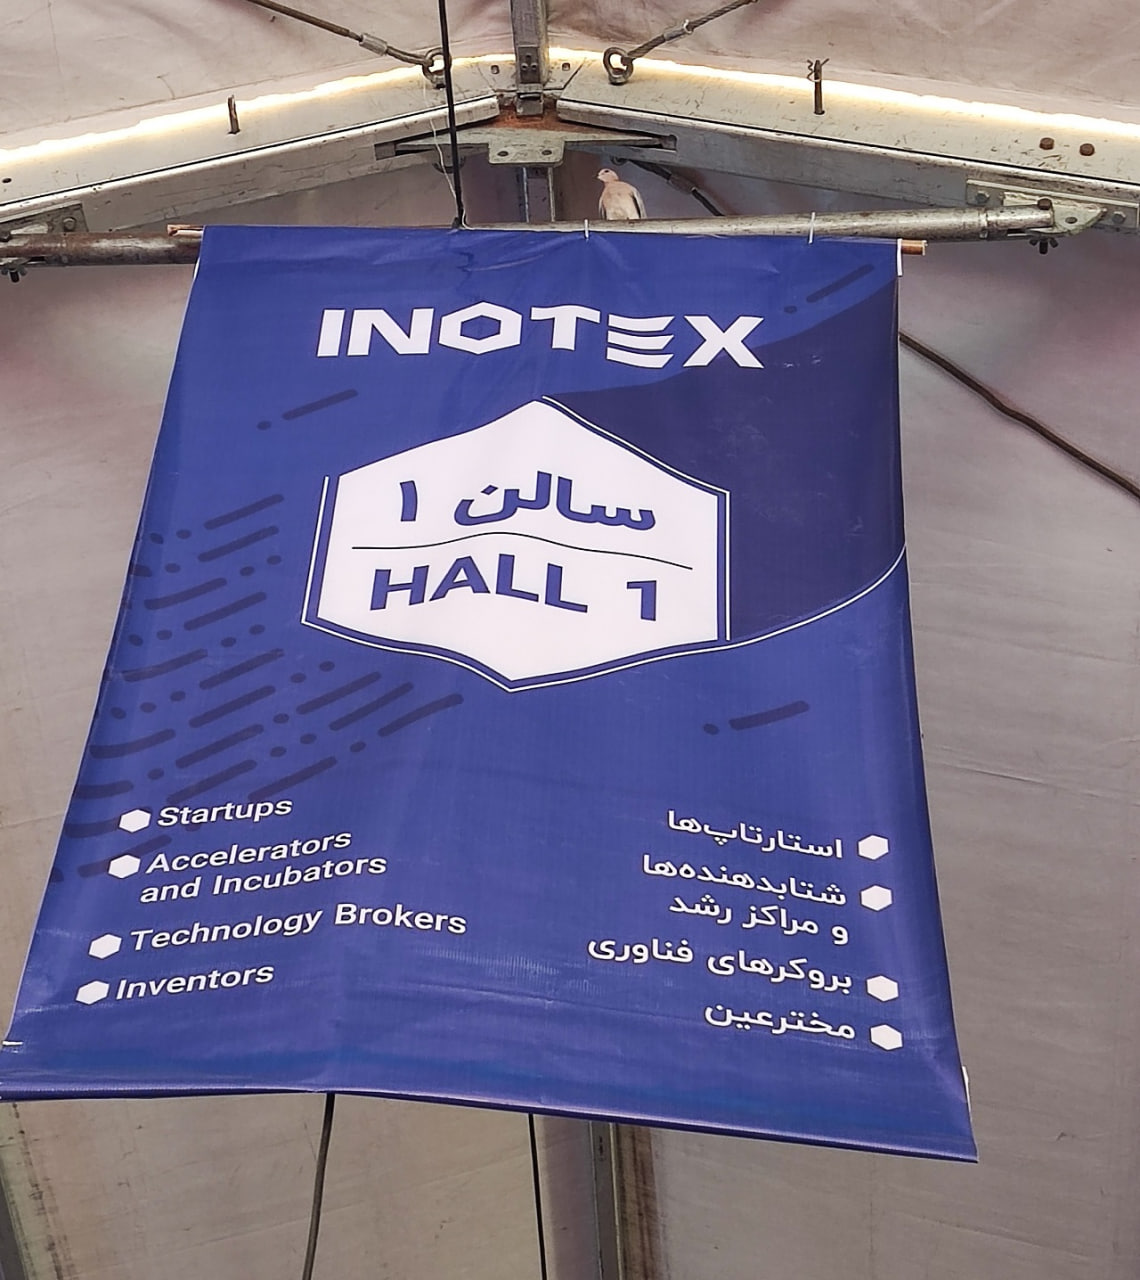 INOTEX
سالن ۱
HALL 1
Startups
Accelerators
and Incubators
Technology Brokers
Inventors
استارتاپ‌ها
شتابدهنده‌ها
و مراکز رشد
بروکرهای فناوری
مخترعین